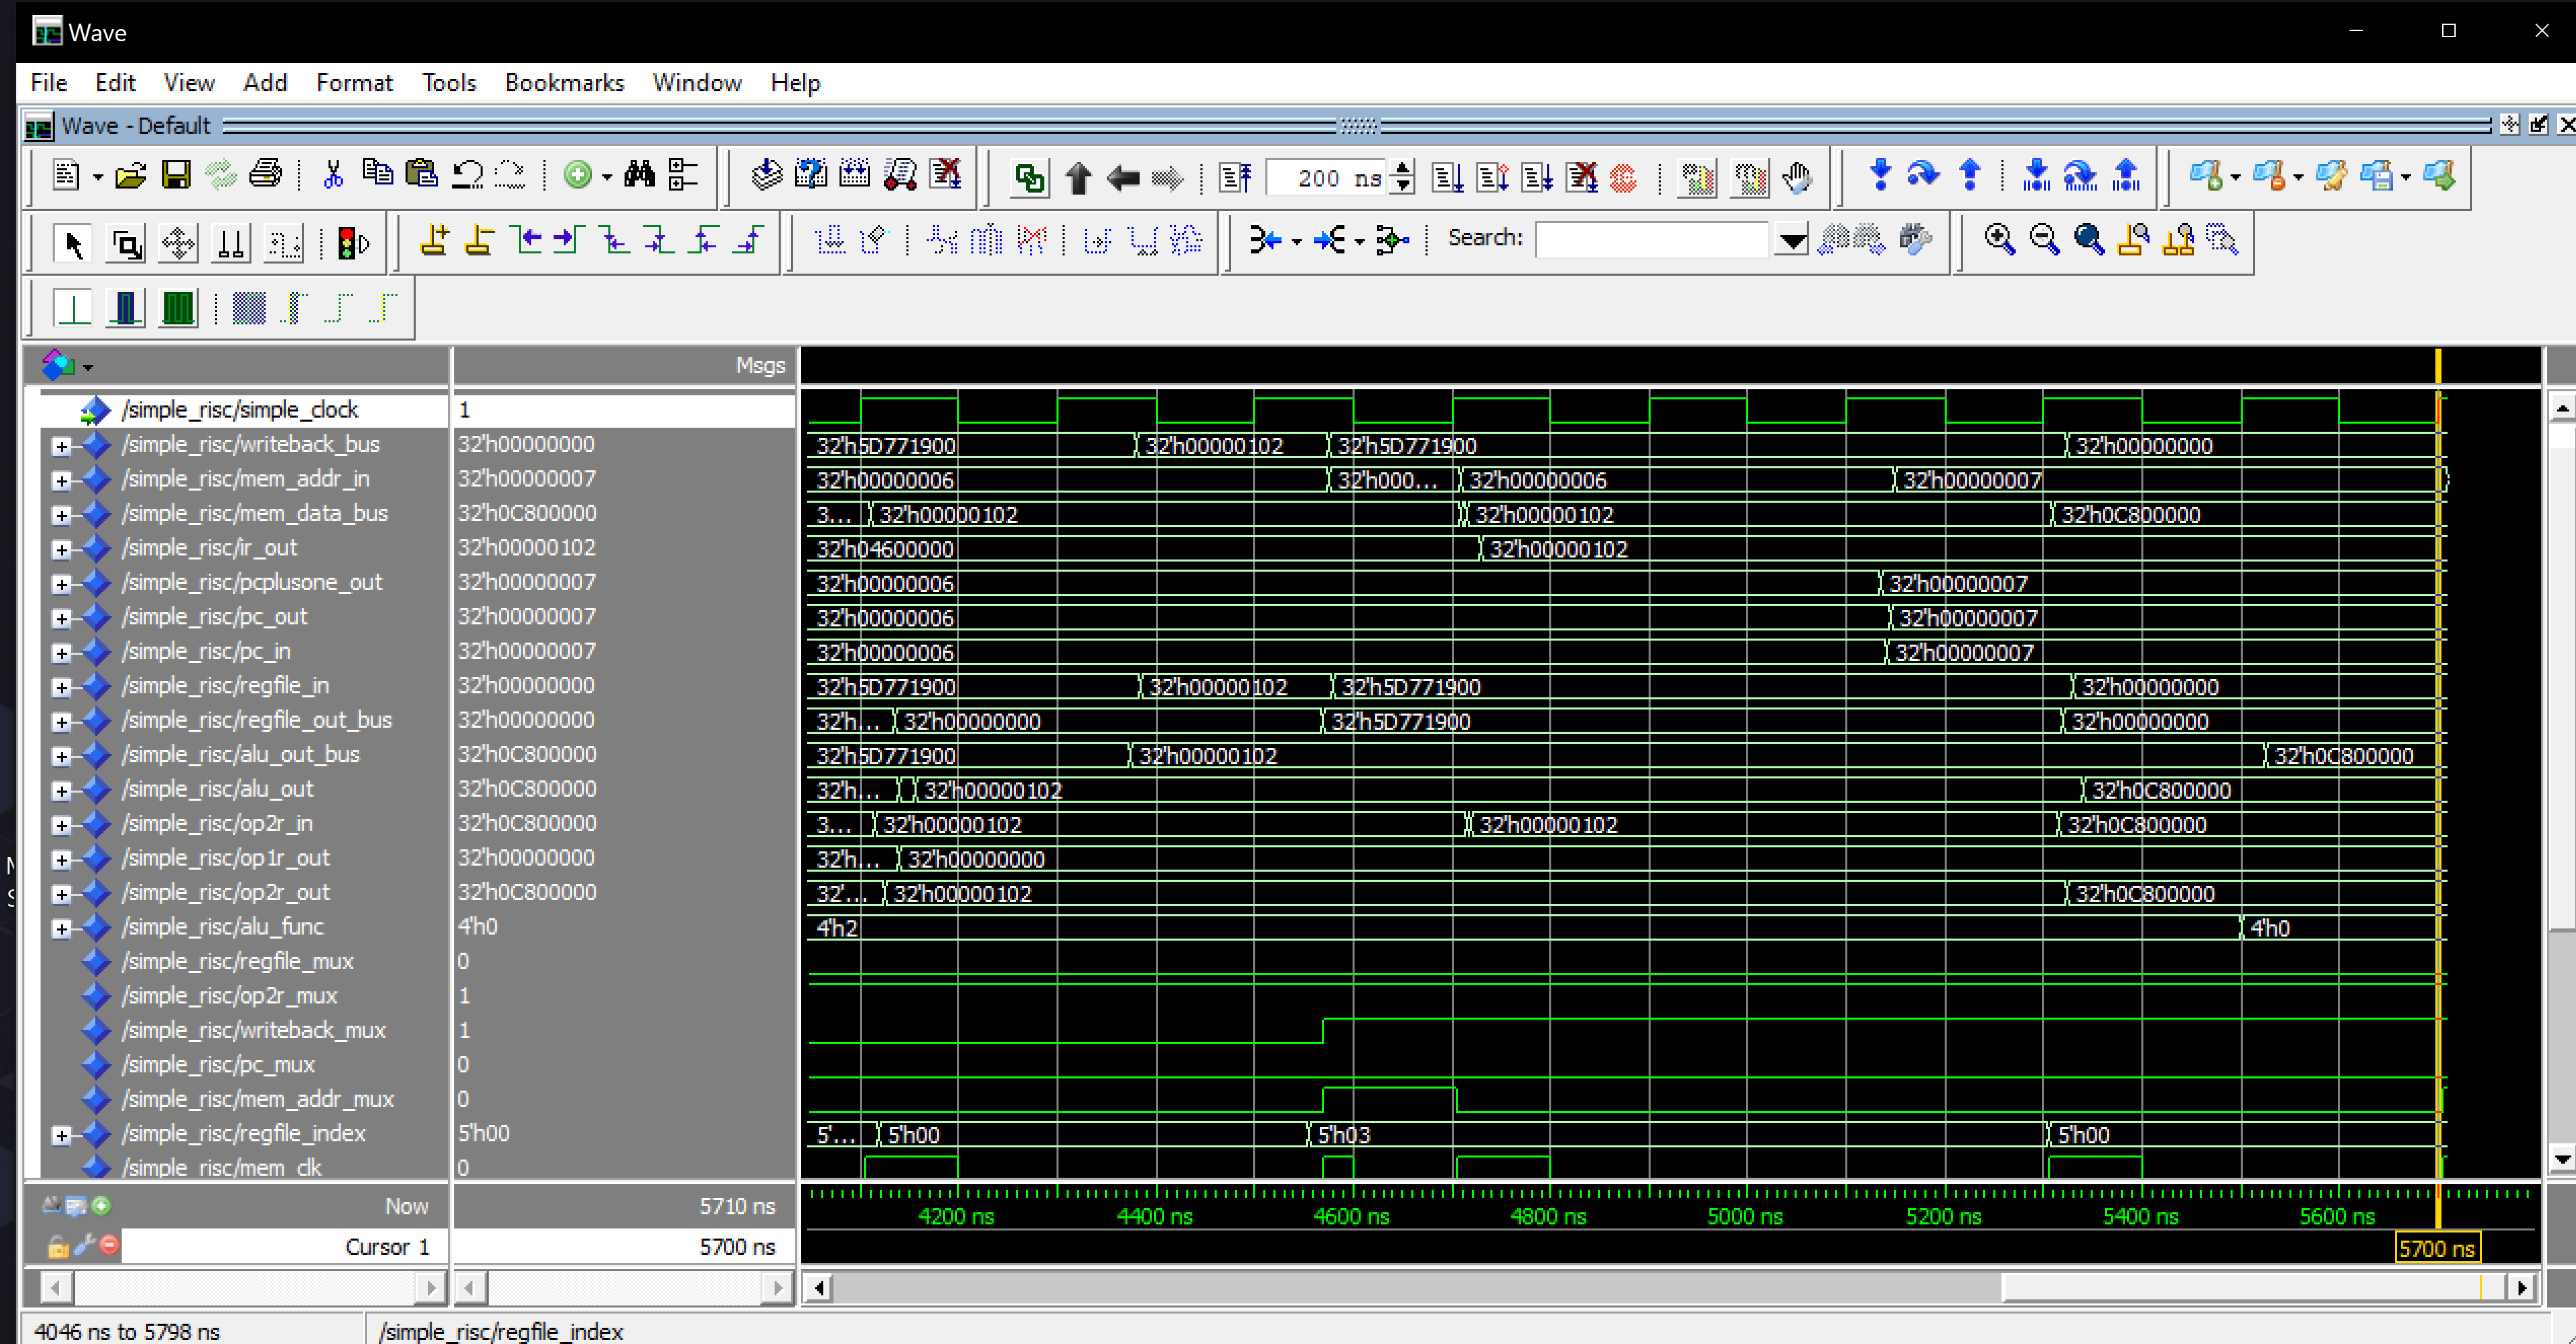 Wave
File Edit View Add Format Tools Bookmarks Window Help
Wave - Default
200 ns
Search:
Msgs
/simple_risc/simple_clock 1
/simple_risc/writeback_bus 32'h00000000 32'h5D771900 32'h00000102 32'h5D771900 32'h00000000
/simple_risc/mem_addr_in 32'h00000007 32'h00000006 32'h000... 32'h00000006 32'h00000007
/simple_risc/mem_data_bus 32'h0C800000 3... 32'h00000102 32'h00000102 32'h0C800000
/simple_risc/ir_out 32'h00000102 32'h04600000 32'h00000102
/simple_risc/pcplusone_out 32'h00000007 32'h00000006 32'h00000007
/simple_risc/pc_out 32'h00000007 32'h00000006 32'h00000007
/simple_risc/pc_in 32'h00000007 32'h00000006 32'h00000007
/simple_risc/regfile_in 32'h00000000 32'h5D771900 32'h00000102 32'h5D771900 32'h00000000
/simple_risc/regfile_out_bus 32'h00000000 32'h... 32'h00000000 32'h5D771900 32'h00000000
/simple_risc/alu_out_bus 32'h0C800000 32'h5D771900 32'h00000102 32'h0C800000
/simple_risc/alu_out 32'h0C800000 32'h... 32'h00000102 32'h0C800000
/simple_risc/op2r_in 32'h0C800000 3... 32'h00000102 32'h00000102 32'h0C800000
/simple_risc/op1r_out 32'h00000000 32'h... 32'h00000000
/simple_risc/op2r_out 32'h0C800000 32'... 32'h00000102 32'h0C800000
/simple_risc/alu_func 4'h0 4'h2 4'h0
/simple_risc/regfile_mux 0
/simple_risc/op2r_mux 1
/simple_risc/writeback_mux 1
/simple_risc/pc_mux 0
/simple_risc/mem_addr_mux 0
/simple_risc/regfile_index 5'h00 5'... 5'h00 5'h03 5'h00
/simple_risc/mem_clk 0
Now 5710 ns 4200 ns 4400 ns 4600 ns 4800 ns 5000 ns 5200 ns 5400 ns 5600 ns
Cursor 1 5700 ns 5700 ns
4046 ns to 5798 ns /simple_risc/regfile_index